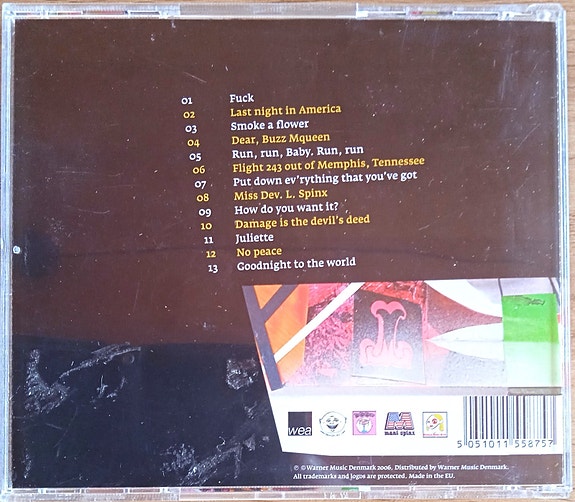 01 Fuck
02 Last night in America
03 Smoke a flower
04 Dear, Buzz Mqueen
05 Run, run, Baby. Run, run
06 Flight 243 out of Memphis, Tennessee
07 Put down ev'rything that you've got
08 Miss Dev. L. Spinx
09 How do you want it?
10 Damage is the devil's deed
11 Juliette
12 No peace
13 Goodnight to the world
wea
mani spinx
5 051011 558757
℗ © Warner Music Denmark 2006. Distributed by Warner Music Denmark.
All trademarks and logos are protected. Made in the EU.